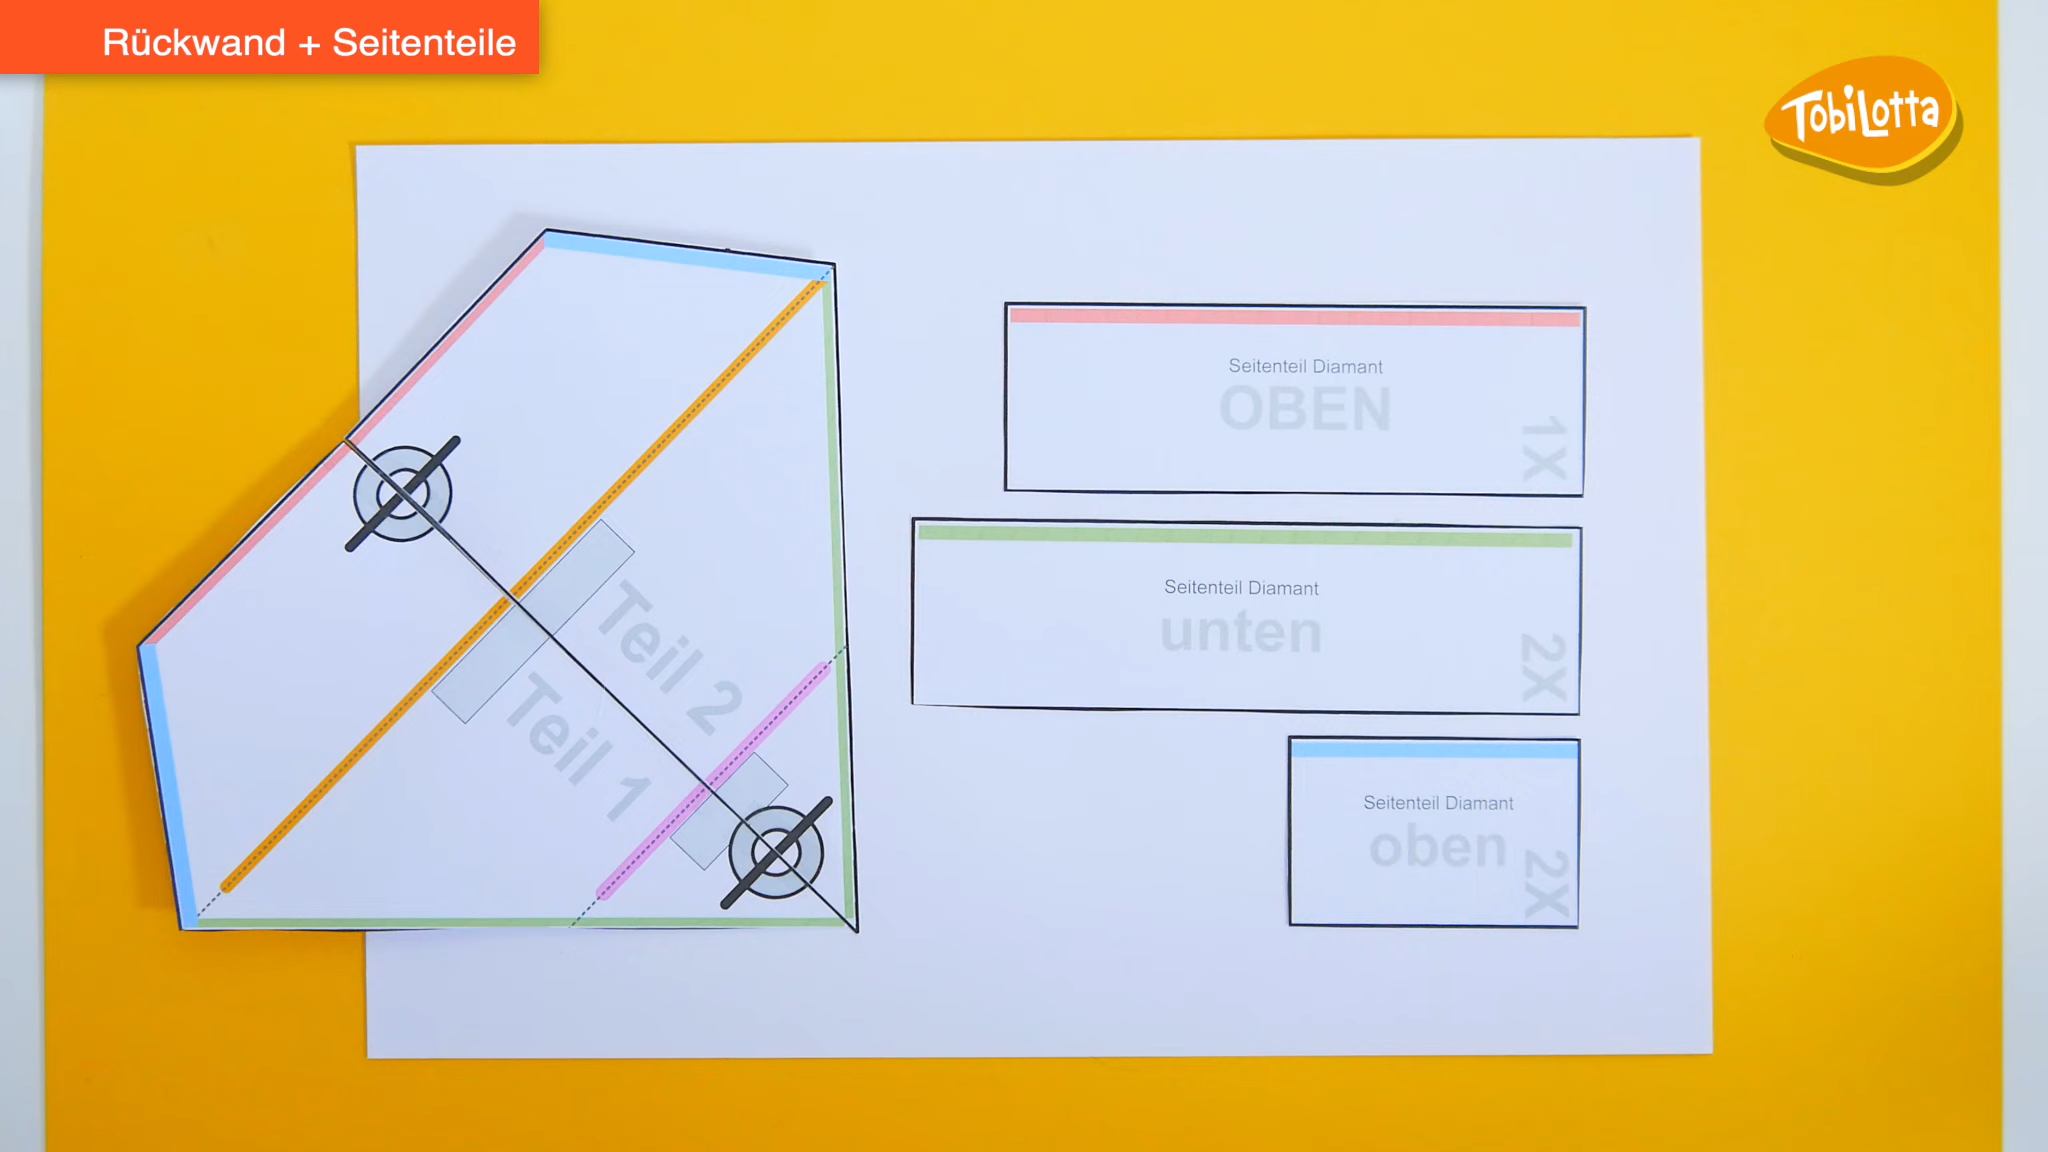 Rückwand + Seitenteile
TobiLotta
Teil 2
Teil 1
Seitenteil Diamant
OBEN
1X
Seitenteil Diamant
unten
2X
Seitenteil Diamant
oben
2X